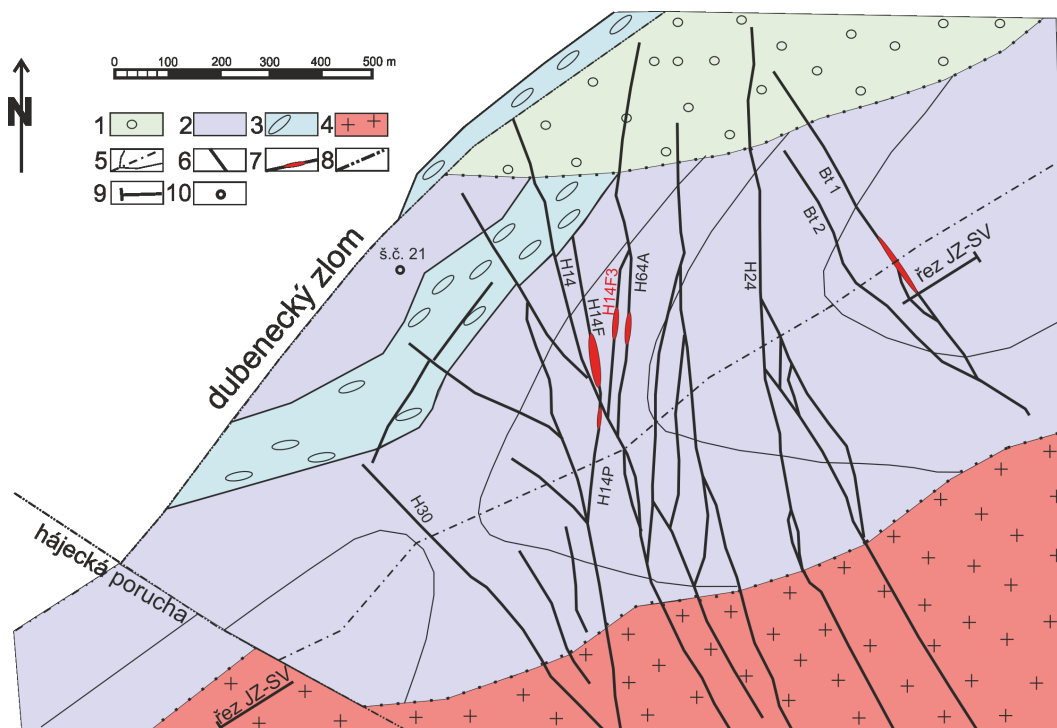 0 100 200 300 400 500 m
N
1 2 3 4
5 6 7 8
9 10
dubenecký zlom
š.č. 21
H14
H14F
H14F3
H64A
H24
Bt 1
Bt 2
řez JZ-SV
H14P
H30
hájecká porucha
řez JZ-SV